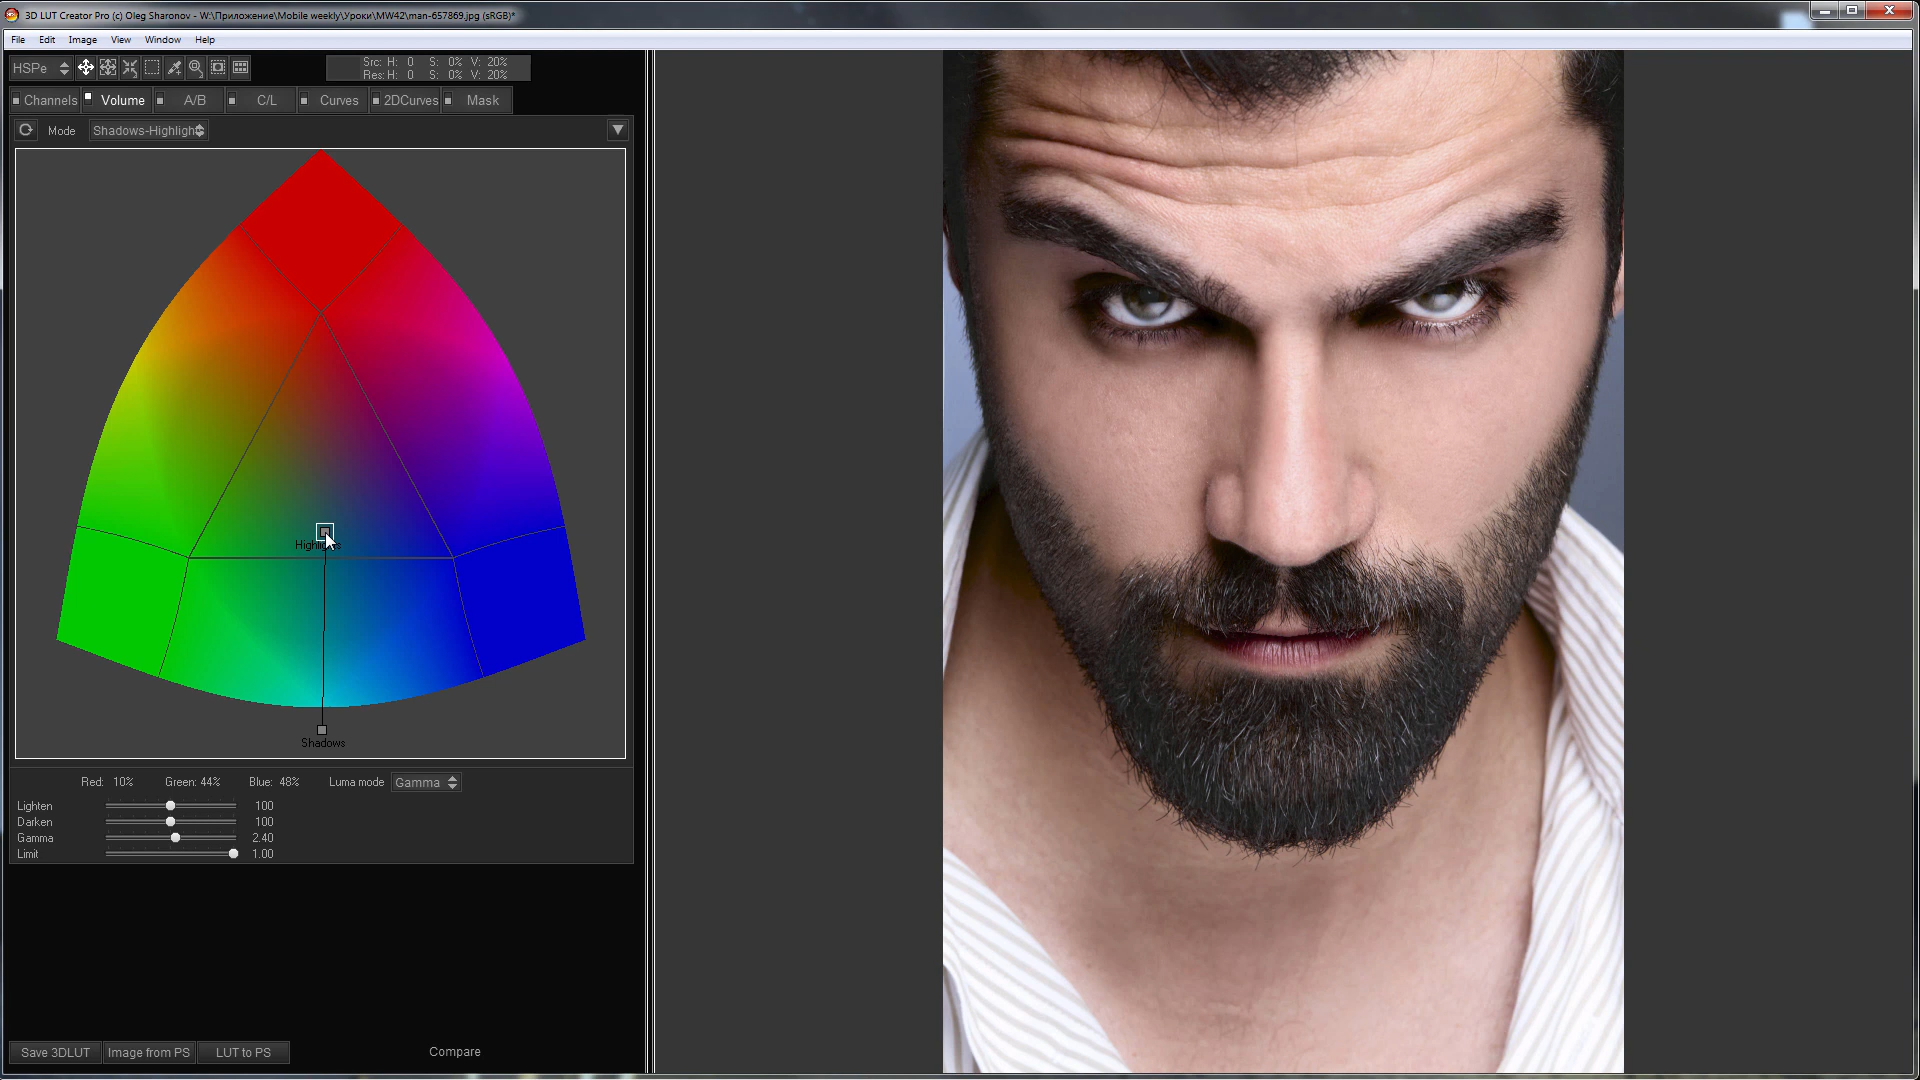 3D LUT Creator Pro (c) Oleg Sharonov - W:\Приложение\Mobile weekly\Уроки\MW42\man-657869.jpg (sRGB)*
File Edit Image View Window Help
HSPe
Src: H: 0 S: 0% V: 20%
Res: H: 0 S: 0% V: 20%
Channels Volume A/B C/L Curves 2DCurves Mask
Mode Shadows-Highligh
Highlights
Shadows
Red: 10% Green: 44% Blue: 48% Luma mode Gamma
Lighten 100
Darken 100
Gamma 2.40
Limit 1.00
Save 3DLUT Image from PS LUT to PS Compare